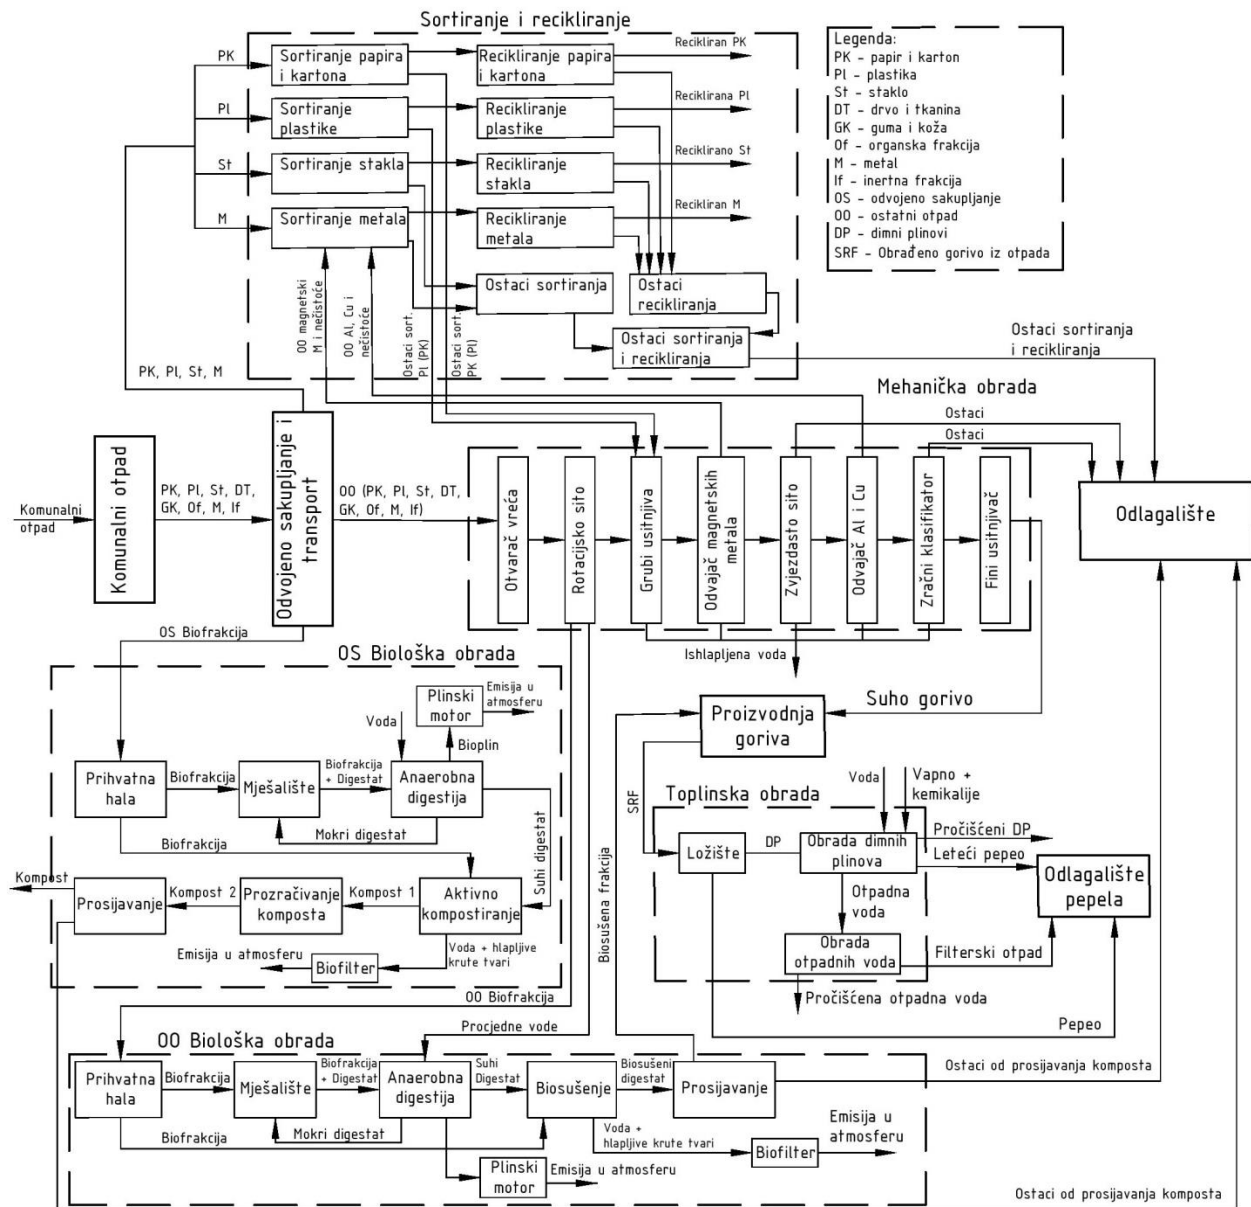 Sortiranje i recikliranje
PK
Sortiranje papira
i kartona
Recikliranje papira
i kartona
Recikliran PK
Pl
Sortiranje
plastike
Recikliranje
plastike
Reciklirana Pl
St
Sortiranje stakla
Recikliranje
stakla
Reciklirano St
M
Sortiranje metala
Recikliranje
metala
Recikliran M
Ostaci sortiranja
Ostaci
recikliranja
Ostaci sortiranja
i recikliranja
OO magnetski
M i nečistoće
OO Al, Cu i
nečistoće
Ostaci sort.
Pl (PK)
Ostaci sort.
PK (Pl)
Legenda:
PK - papir i karton
Pl - plastika
St - staklo
DT - drvo i tkanina
GK - guma i koža
Of - organska frakcija
M - metal
If - inertna frakcija
OS - odvojeno sakupljanje
OO - ostatni otpad
DP - dimni plinovi
SRF - Obrađeno gorivo iz otpada
Ostaci sortiranja
i recikliranja
PK, Pl, St, M
Mehanička obrada
Ostaci
Ostaci
Komunalni
otpad
Komunalni otpad
PK, Pl, St, DT,
GK, Of, M, If
Odvojeno sakupljanje i
transport
OO (PK, Pl, St, DT,
GK, Of, M, If)
Otvarač vreća
Rotacijsko sito
Grubi usitnjiva
Odvajač magnetskih
metala
Zvjezdasto sito
Odvajač Al i Cu
Zračni klasifikator
Fini usitnjivač
Odlagalište
Ishlapljena voda
OS Biofrakcija
OS Biološka obrada
Plinski
motor
Emisija u
atmosferu
Voda
Bioplin
Prihvatna
hala
Biofrakcija
Mješalište
Biofrakcija
+ Digestat
Anaerobna
digestija
Mokri digestat
Biofrakcija
Suhi digestat
Kompost
Prosijavanje
Kompost 2
Prozračivanje
komposta
Kompost 1
Aktivno
kompostiranje
Emisija u atmosferu
Biofilter
Voda + hlapljive
krute tvari
Proizvodnja
goriva
Suho gorivo
SRF
Biosušena frakcija
Toplinska obrada
Voda
Vapno +
kemikalije
Ložište
DP
Obrada dimnih
plinova
Pročišćeni DP
Leteći pepeo
Odlagalište
pepela
Otpadna
voda
Obrada
otpadnih voda
Filterski otpad
Pročišćena otpadna voda
Pepeo
OO Biofrakcija
Procjedne vode
OO Biološka obrada
Prihvatna
hala
Biofrakcija
Mješalište
Biofrakcija
+ Digestat
Anaerobna
digestija
Suhi
Digestat
Biosušenje
Biosušeni
digestat
Prosijavanje
Ostaci od prosijavanja komposta
Biofrakcija
Mokri digestat
Voda +
hlapljive krute tvari
Biofilter
Emisija u
atmosferu
Plinski
motor
Emisija u
atmosferu
Ostaci od prosijavanja komposta